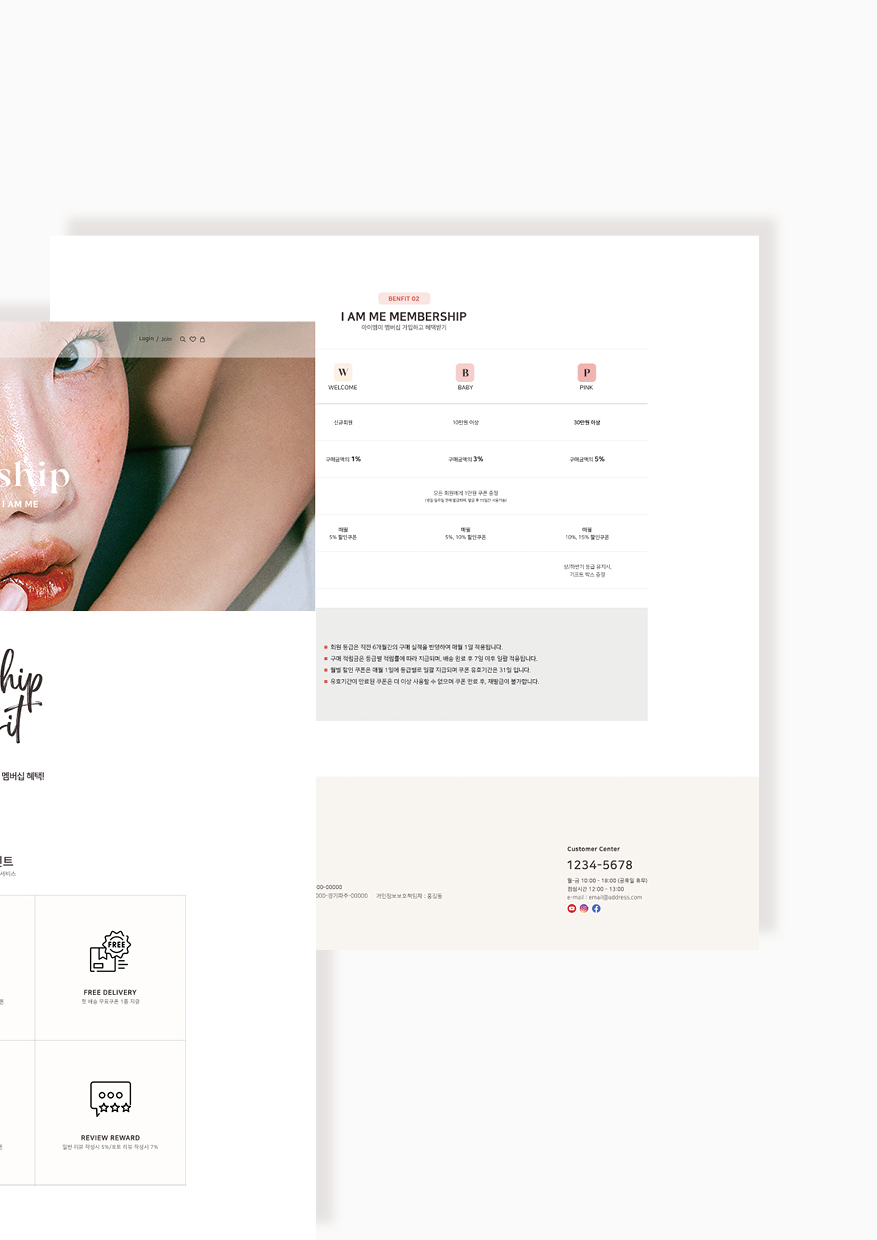 BENFIT 02
I AM ME MEMBERSHIP
아이엠미 멤버십 가입하고 혜택받기
W
B
P
WELCOME
BABY
PINK
신규회원
10만원 이상
30만원 이상
구매금액의 1%
구매금액의 3%
구매금액의 5%
모든 회원에게 1만원 쿠폰 증정
매월
5% 할인쿠폰
매월
5%, 10% 할인쿠폰
매월
10%, 15% 할인쿠폰
상/하반기 등급 유지시,
기프트 박스 증정
회원 등급은 직전 6개월간의 구매 실적을 반영하여 매월 1일 적용됩니다.
구매 적립금은 등급별 적립률에 따라 지급되며, 배송 완료 후 7일 이후 일괄 적용됩니다.
월별 할인 쿠폰은 매월 1일에 등급별로 일괄 지급되며 쿠폰 유효기간은 31일 입니다.
유효기간이 만료된 쿠폰은 더 이상 사용할 수 없으며 쿠폰 만료 후, 재발급이 불가합니다.
Customer Center
1234-5678
월-금 10:00 - 18:00 (공휴일 휴무)
점심시간 12:00 - 13:00
e-mail : email@address.com
00-00000
000-경기파주-00000 개인정보보호책임자 : 홍길동
Login / Join
ship
I AM ME
hip
it
멤버십 혜택!
트
서비스
FREE
FREE DELIVERY
첫 배송 무료쿠폰 1종 지급
REVIEW REWARD
일반 리뷰 작성시 5%/포토 리뷰 작성시 7%